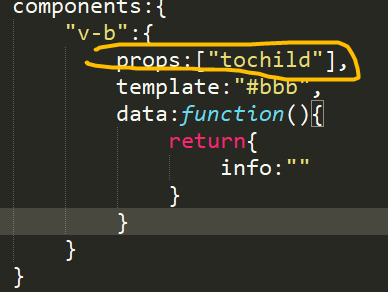 components:{
"v-b":{
props:["tochild"],
template:"#bbb",
data:function(){
return{
info:""
}
}
}
}